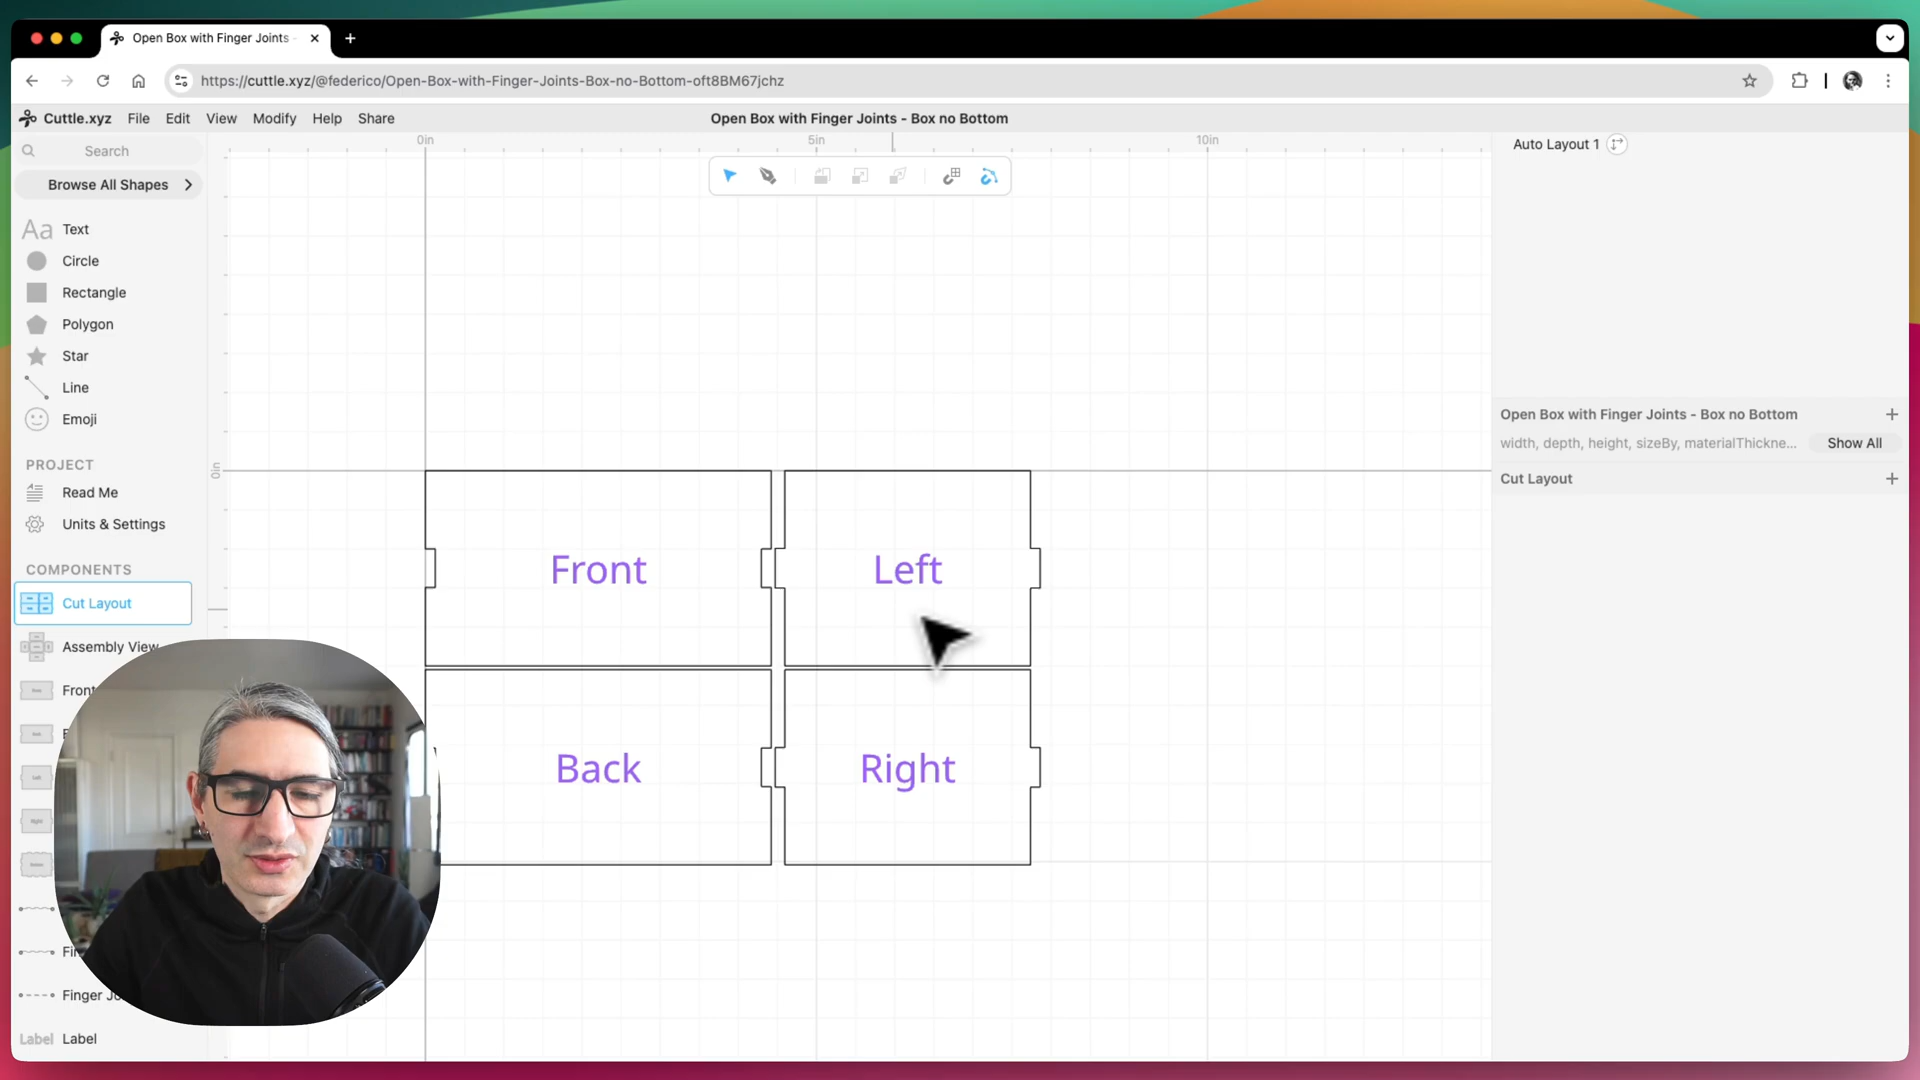 Open Box with Finger Joints -
https://cuttle.xyz/@federico/Open-Box-with-Finger-Joints-Box-no-Bottom-oft8BM67jchz
Cuttle.xyz File Edit View Modify Help Share
Open Box with Finger Joints - Box no Bottom
0in 5in 10in
Search
Auto Layout 1
Browse All Shapes
Aa Text
Circle
Rectangle
Polygon
Star
Line
Emoji
Open Box with Finger Joints - Box no Bottom
width, depth, height, sizeBy, materialThickne... Show All
Cut Layout
PROJECT
0in
Read Me
Units & Settings
COMPONENTS
Cut Layout
Assembly View
Front
Front
Left
Back
Right
Finger Jo
Label Label